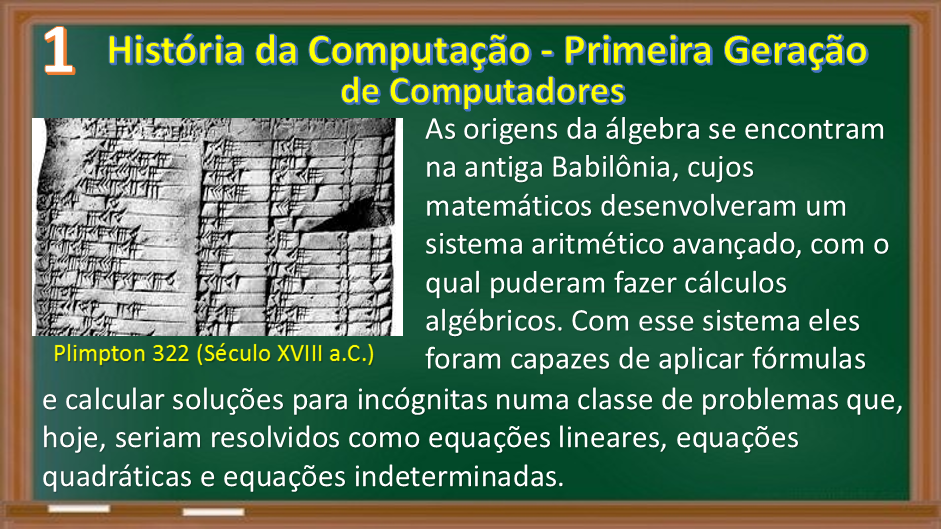 1
História da Computação - Primeira Geração
de Computadores
As origens da álgebra se encontram
na antiga Babilônia, cujos
matemáticos desenvolveram um
sistema aritmético avançado, com o
qual puderam fazer cálculos
algébricos. Com esse sistema eles
foram capazes de aplicar fórmulas
e calcular soluções para incógnitas numa classe de problemas que,
hoje, seriam resolvidos como equações lineares, equações
quadráticas e equações indeterminadas.
Plimpton 322 (Século XVIII a.C.)